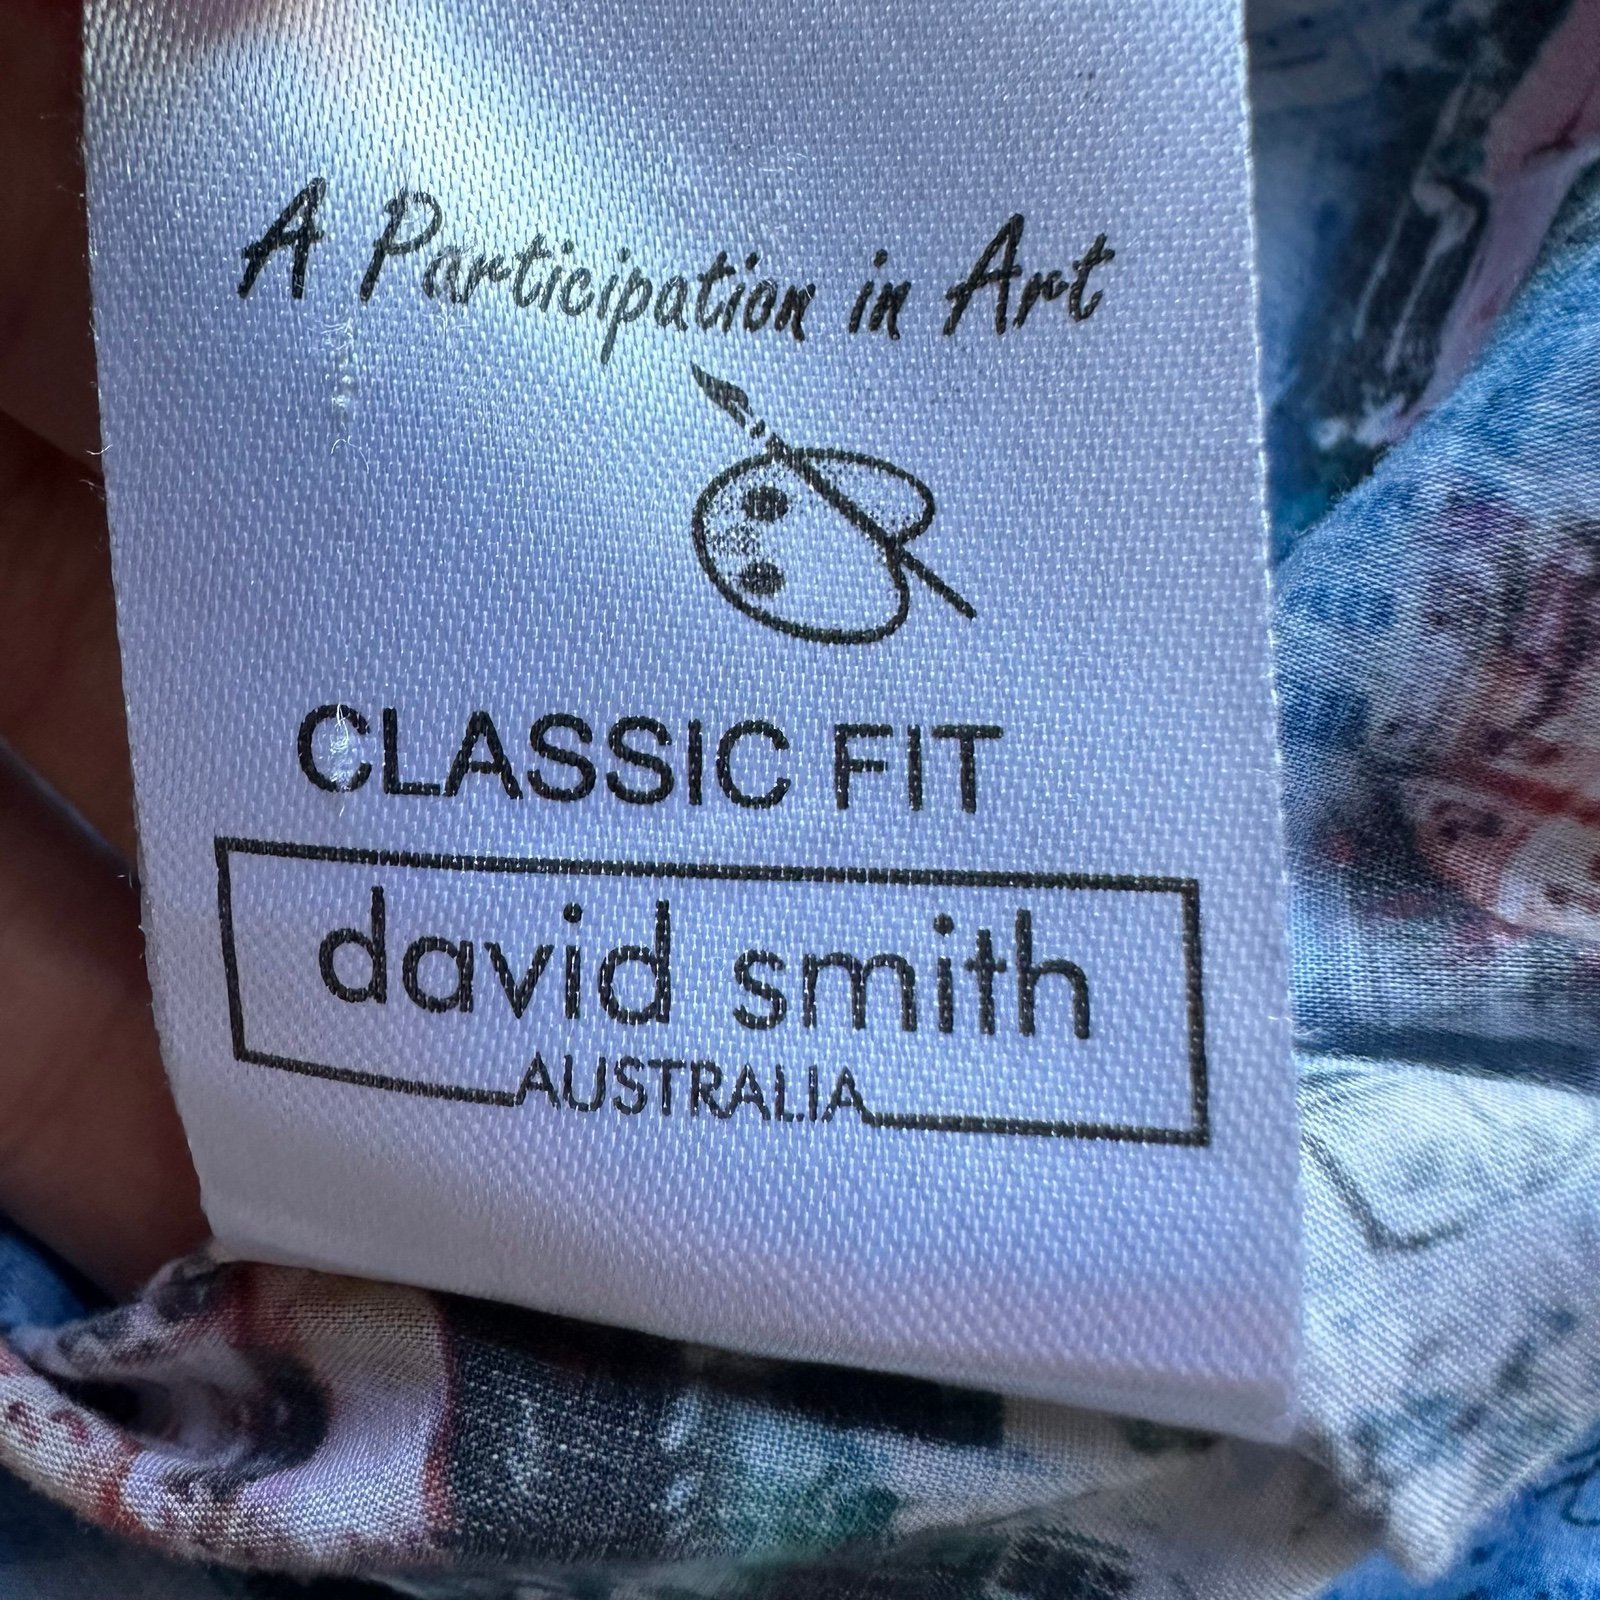 A Participation in Art
CLASSIC FIT
david smith
AUSTRALIA